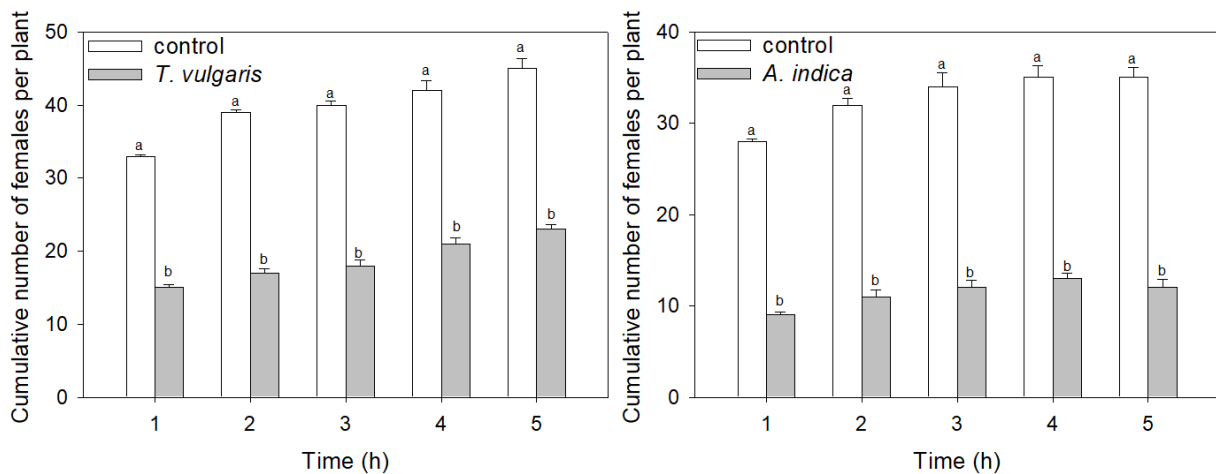 Cumulative number of females per plant
50
40
30
20
10
0
control
T. vulgaris
a
a
a
a
a
b
b
b
b
b
1 2 3 4 5
Time (h)
Cumulative number of females per plant
40
30
20
10
0
control
A. indica
a
a
a
a
a
b
b
b
b
b
1 2 3 4 5
Time (h)